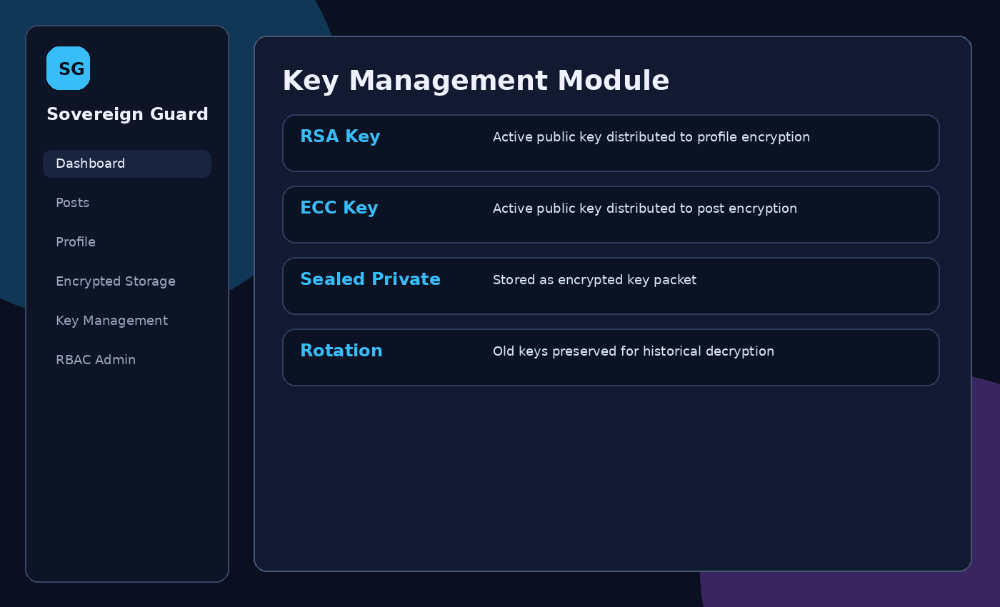 SG
Sovereign Guard
Dashboard
Posts
Profile
Encrypted Storage
Key Management
RBAC Admin
Key Management Module
RSA Key Active public key distributed to profile encryption
ECC Key Active public key distributed to post encryption
Sealed Private Stored as encrypted key packet
Rotation Old keys preserved for historical decryption